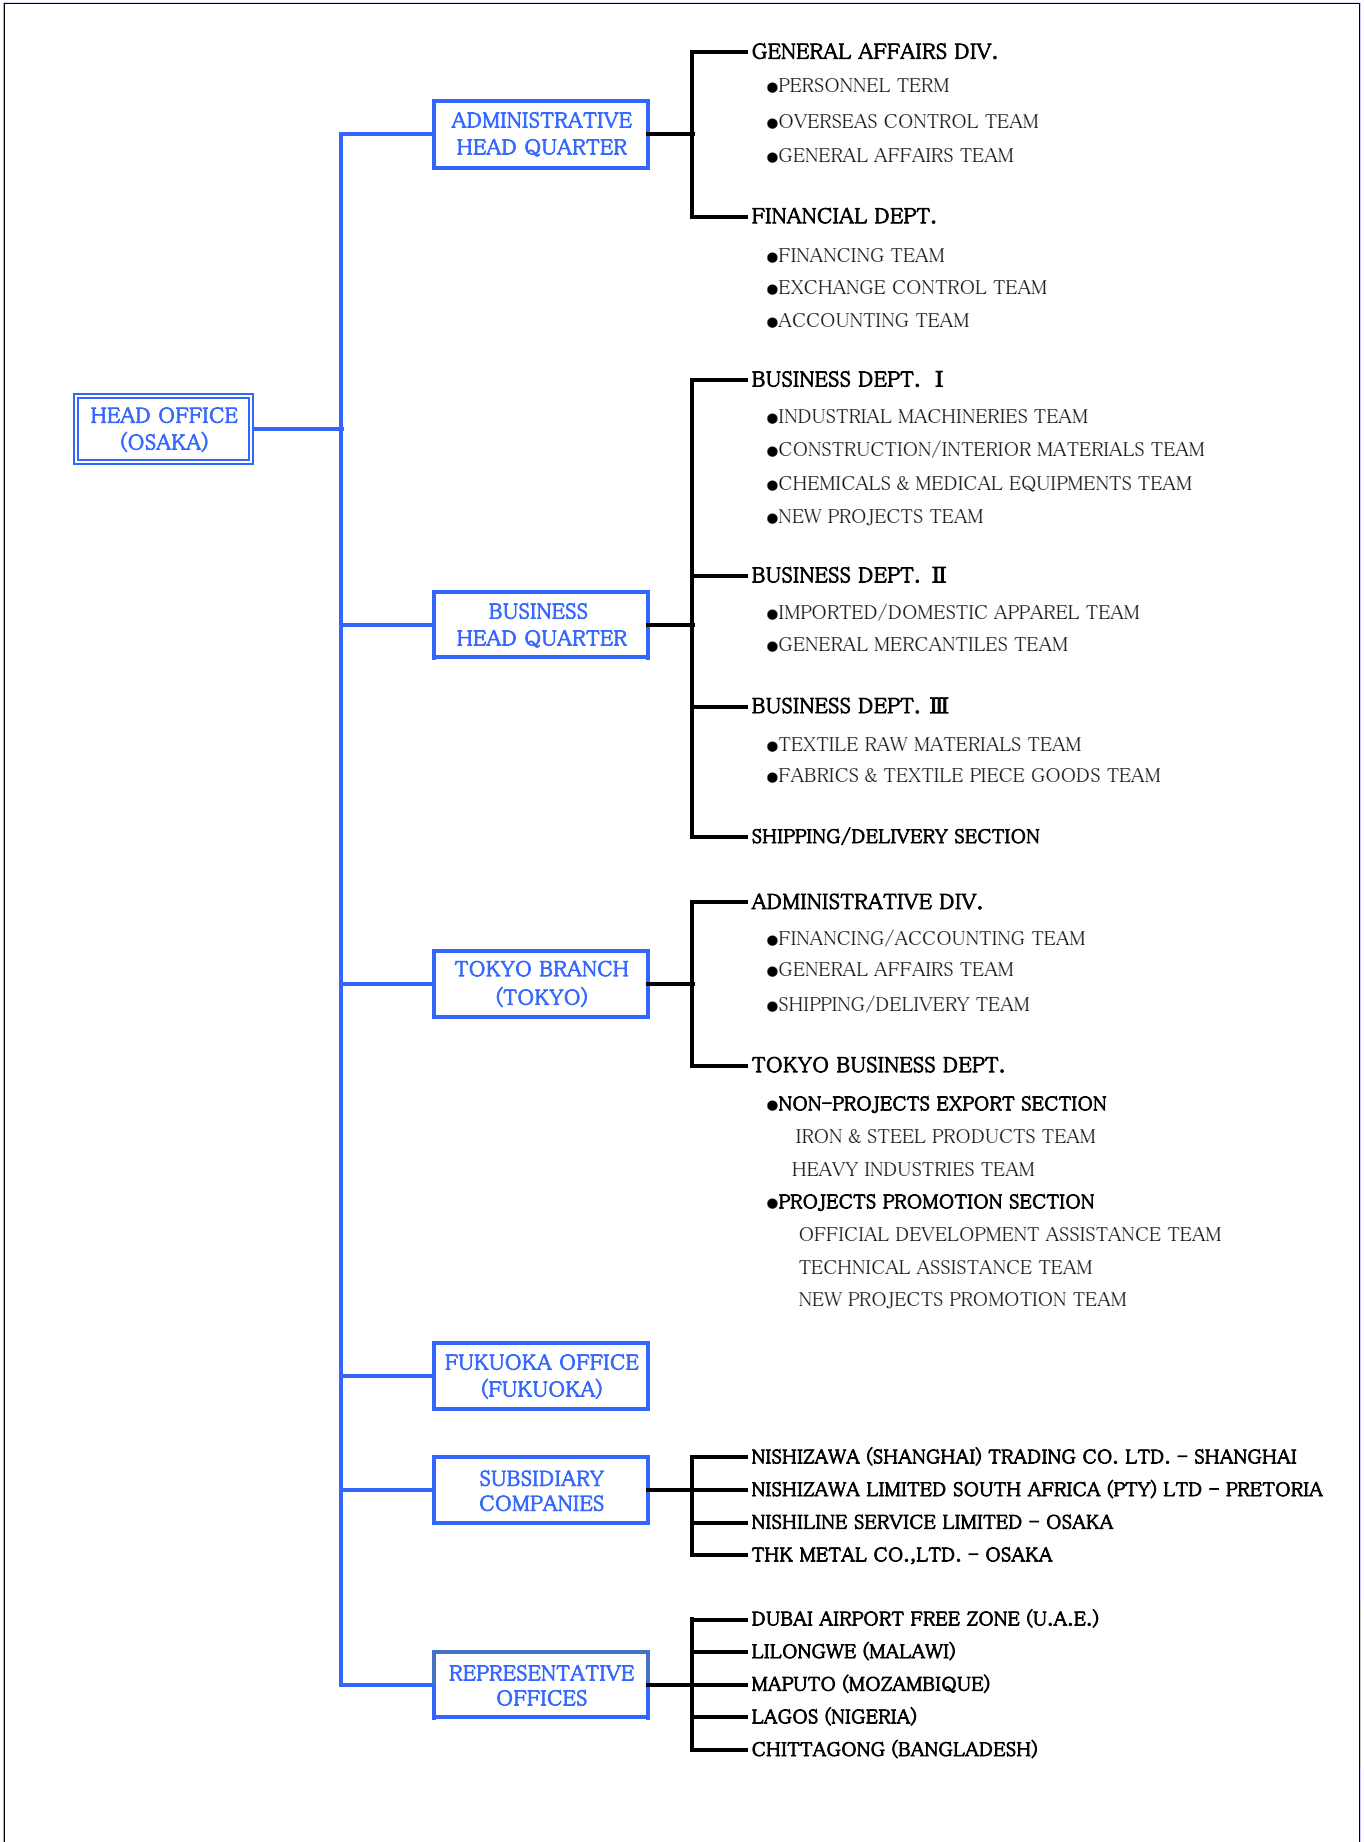 HEAD OFFICE
(OSAKA)
ADMINISTRATIVE
HEAD QUARTER
GENERAL AFFAIRS DIV.
●PERSONNEL TERM
●OVERSEAS CONTROL TEAM
●GENERAL AFFAIRS TEAM
FINANCIAL DEPT.
●FINANCING TEAM
●EXCHANGE CONTROL TEAM
●ACCOUNTING TEAM
BUSINESS
HEAD QUARTER
BUSINESS DEPT. Ⅰ
●INDUSTRIAL MACHINERIES TEAM
●CONSTRUCTION/INTERIOR MATERIALS TEAM
●CHEMICALS & MEDICAL EQUIPMENTS TEAM
●NEW PROJECTS TEAM
BUSINESS DEPT. Ⅱ
●IMPORTED/DOMESTIC APPAREL TEAM
●GENERAL MERCANTILES TEAM
BUSINESS DEPT. Ⅲ
●TEXTILE RAW MATERIALS TEAM
●FABRICS & TEXTILE PIECE GOODS TEAM
SHIPPING/DELIVERY SECTION
TOKYO BRANCH
(TOKYO)
ADMINISTRATIVE DIV.
●FINANCING/ACCOUNTING TEAM
●GENERAL AFFAIRS TEAM
●SHIPPING/DELIVERY TEAM
TOKYO BUSINESS DEPT.
●NON-PROJECTS EXPORT SECTION
IRON & STEEL PRODUCTS TEAM
HEAVY INDUSTRIES TEAM
●PROJECTS PROMOTION SECTION
OFFICIAL DEVELOPMENT ASSISTANCE TEAM
TECHNICAL ASSISTANCE TEAM
NEW PROJECTS PROMOTION TEAM
FUKUOKA OFFICE
(FUKUOKA)
SUBSIDIARY
COMPANIES
NISHIZAWA (SHANGHAI) TRADING CO. LTD. - SHANGHAI
NISHIZAWA LIMITED SOUTH AFRICA (PTY) LTD - PRETORIA
NISHILINE SERVICE LIMITED - OSAKA
THK METAL CO.,LTD. - OSAKA
REPRESENTATIVE
OFFICES
DUBAI AIRPORT FREE ZONE (U.A.E.)
LILONGWE (MALAWI)
MAPUTO (MOZAMBIQUE)
LAGOS (NIGERIA)
CHITTAGONG (BANGLADESH)